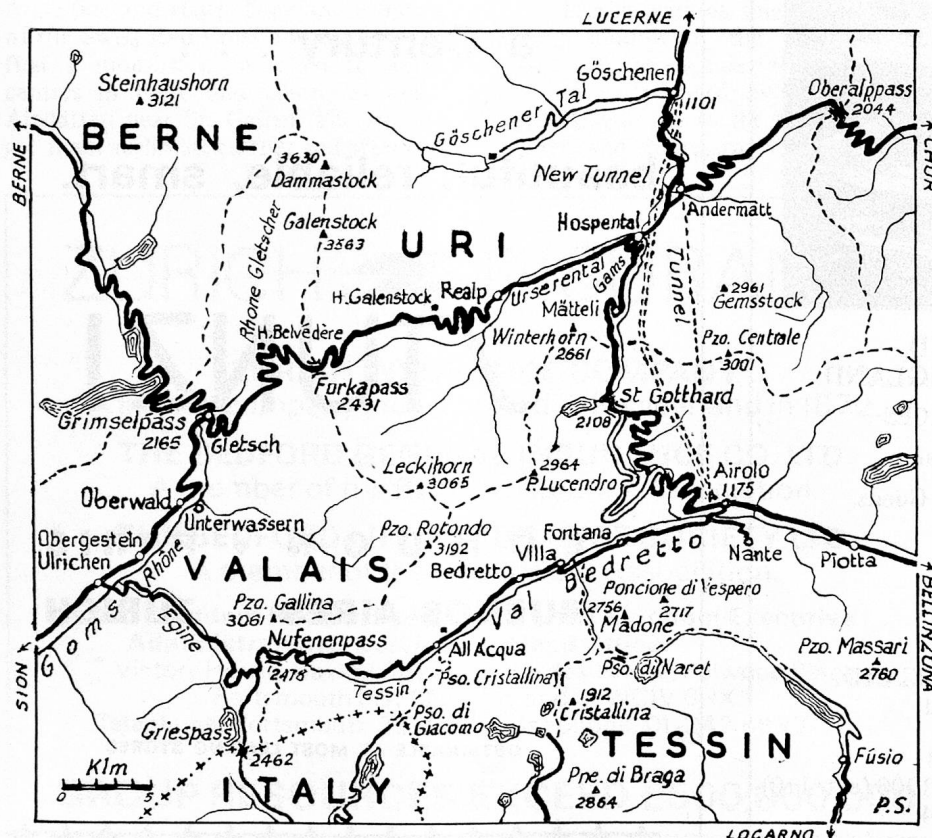 LUCERNE
Steinhaushorn
3121
Göschenen
1101
Oberalppass
2044
BERNE
BERNE
Göschener Tal
CHUR
3630
Dammastock
New Tunnel
Andermatt
Galenstock
3563
Hospental
URI
Rhone Gletscher
Gams
Tunnel
Urserental
2961
Gemsstock
H. Galenstock
Realp
Mätteli
H. Belvédère
Winterhorn
2661
Pzo. Centrale
3001
Furkapass
2431
St Gotthard
2108
Grimselpass
2165
Gletsch
2964
P. Lucendro
Leckihorn
3065
Airolo
1175
Oberwald
Unterwassern
Pzo. Rotondo
3192
Fontana
Nante
Piotta
Obergesteln
Ulrichen
Rhône
VALAIS
Villa
Bedretto
Val Bedretto
Poncione di Vespero
2717
2756
Madone
BELLINZONA
Goms
Egine
Pzo. Gallina
3061
Nufenenpass
2478
All'Acqua
Pso. di Naret
Pzo. Massari
2760
SION
Tessin
Pso. Cristallina
1912
Cristallina
Griespass
2462
Pso. di
Giacomo
TESSIN
Fúsio
Klm
0 5
ITALY
Pne. di Braga
2864
P.S.
LOCARNO